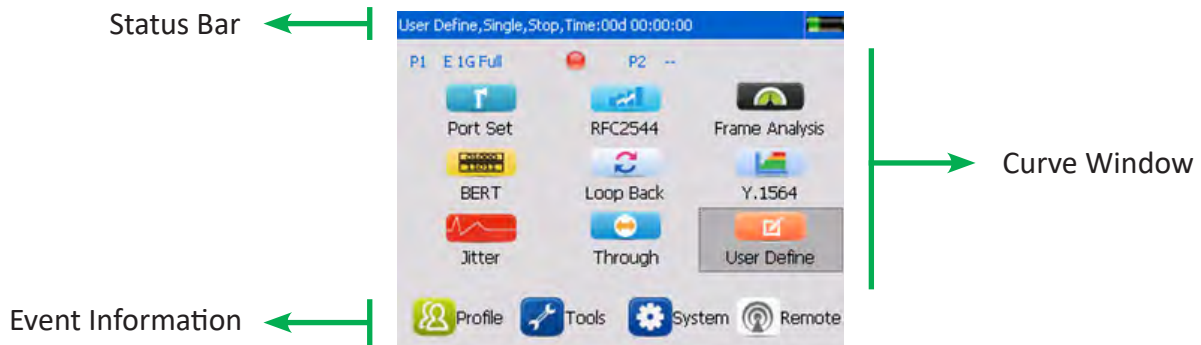 Status Bar
User Define,Single,Stop,Time:00d 00:00:00
P1 E 1G Full P2 --
Port Set RFC2544 Frame Analysis
BERT Loop Back Y.1564
Curve Window
Jitter Through User Define
Event Information
Profile Tools System Remote